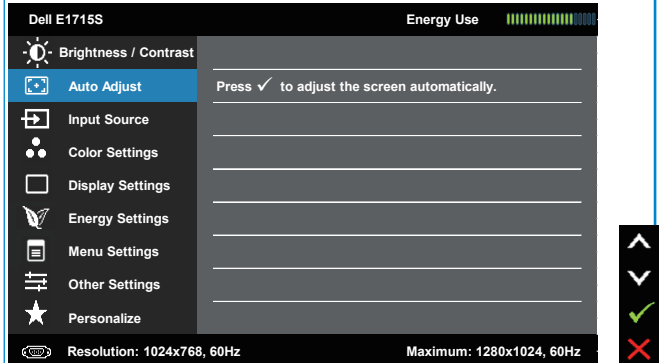 Dell E1715S Energy Use
Brightness / Contrast
Auto Adjust Press ✓ to adjust the screen automatically.
Input Source
Color Settings
Display Settings
Energy Settings
Menu Settings
Other Settings
Personalize
Resolution: 1024x768, 60Hz Maximum: 1280x1024, 60Hz